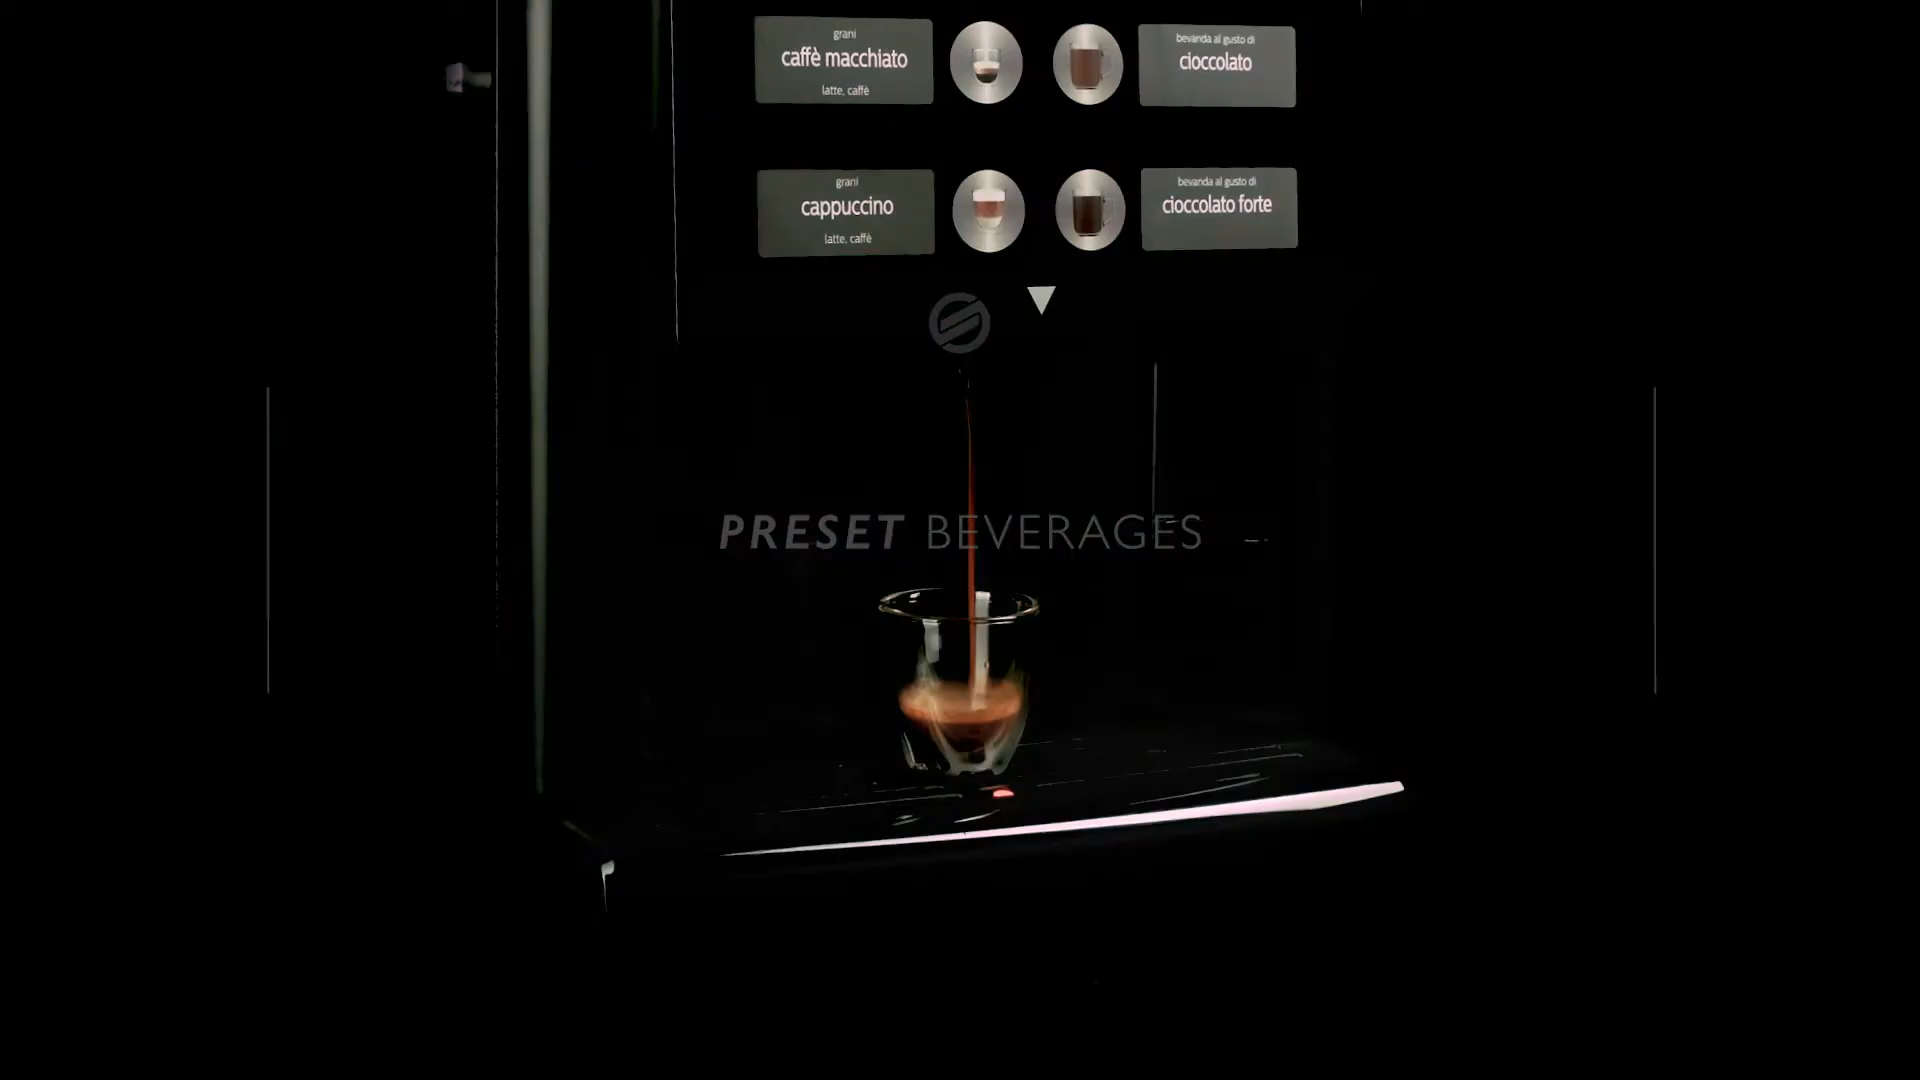 grani
caffè macchiato
latte, caffè
bevanda al gusto di
cioccolato
grani
cappuccino
latte, caffè
bevanda al gusto di
cioccolato forte
PRESET BEVERAGES